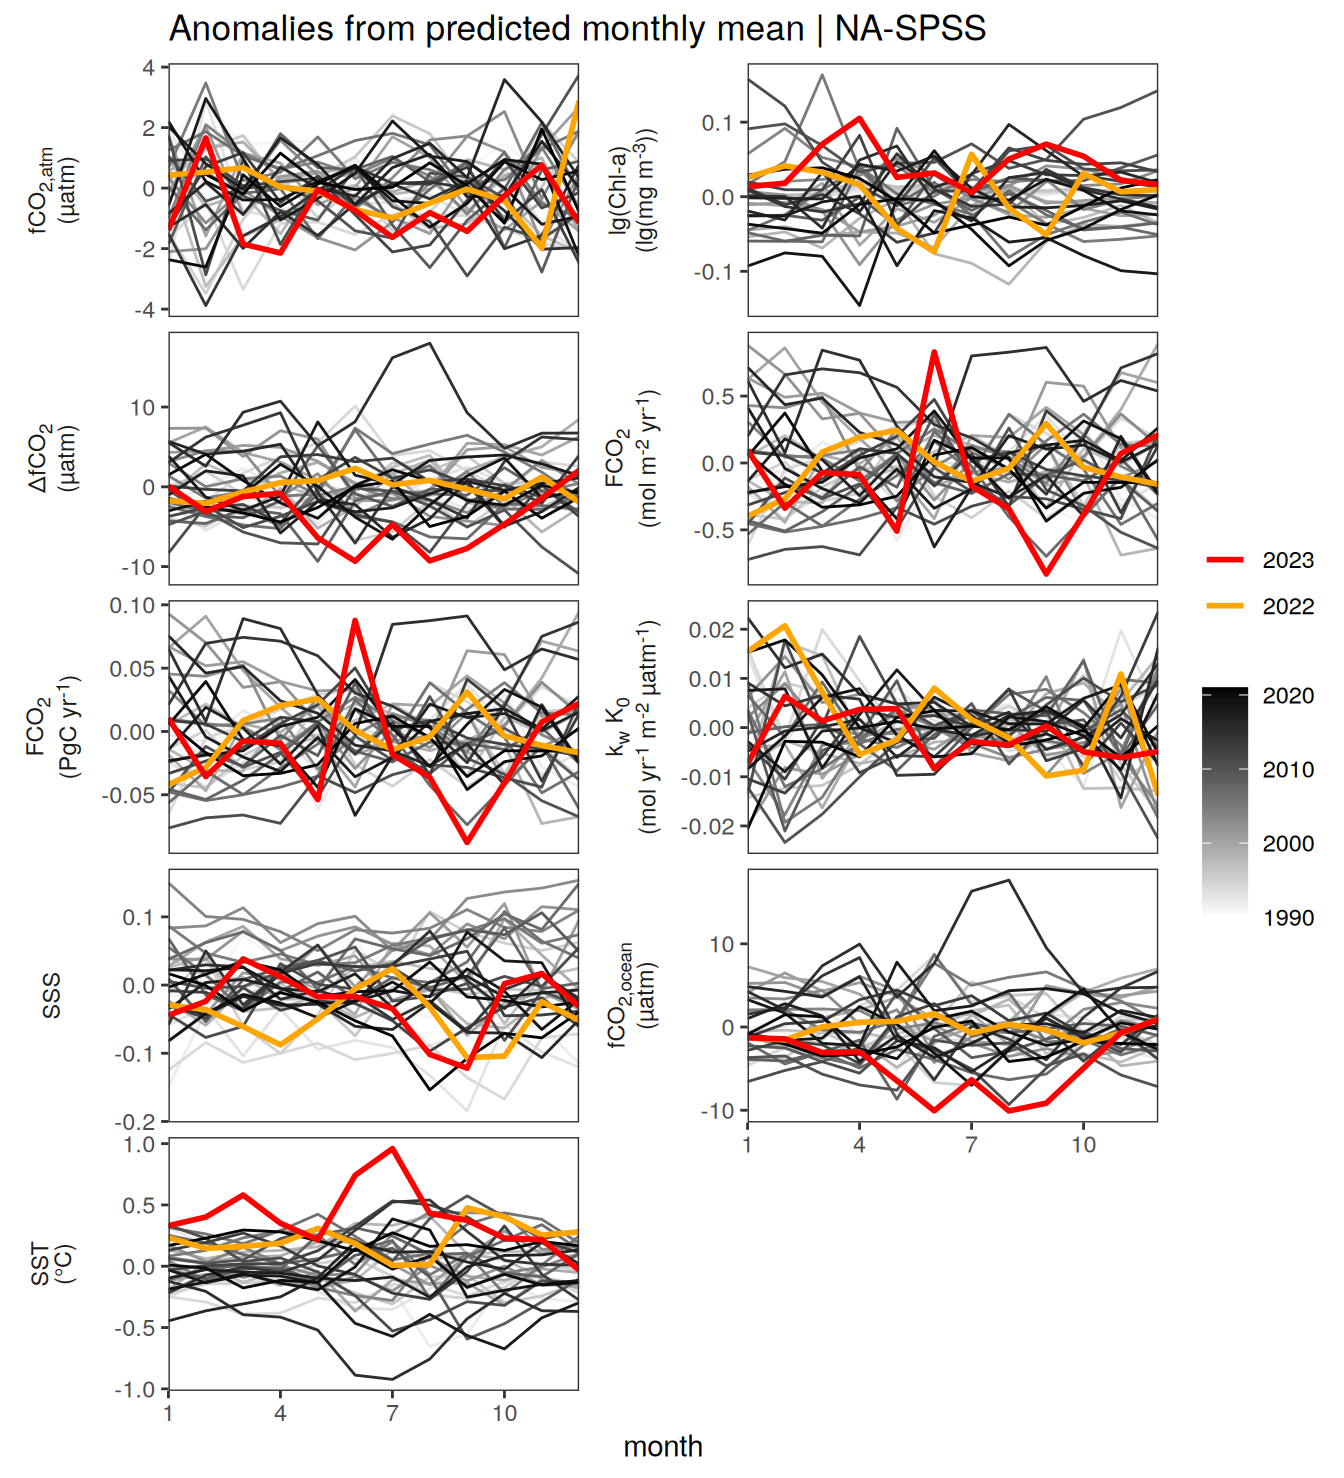 Anomalies from predicted monthly mean | NA-SPSS
fCO2,atm
(µatm)
4
2
0
-2
-4
lg(Chl-a)
(lg(mg m-3))
0.1
0.0
-0.1
ΔfCO2
(µatm)
10
0
-10
FCO2
(mol m-2 yr-1)
0.5
0.0
-0.5
FCO2
(PgC yr-1)
0.10
0.05
0.00
-0.05
kw K0
(mol yr-1 m-2 µatm-1)
0.02
0.01
0.00
-0.01
-0.02
SSS
0.1
0.0
-0.1
-0.2
fCO2,ocean
(µatm)
10
0
-10
1 4 7 10
SST
(°C)
1.0
0.5
0.0
-0.5
-1.0
1 4 7 10
month
2023
2022
2020
2010
2000
1990